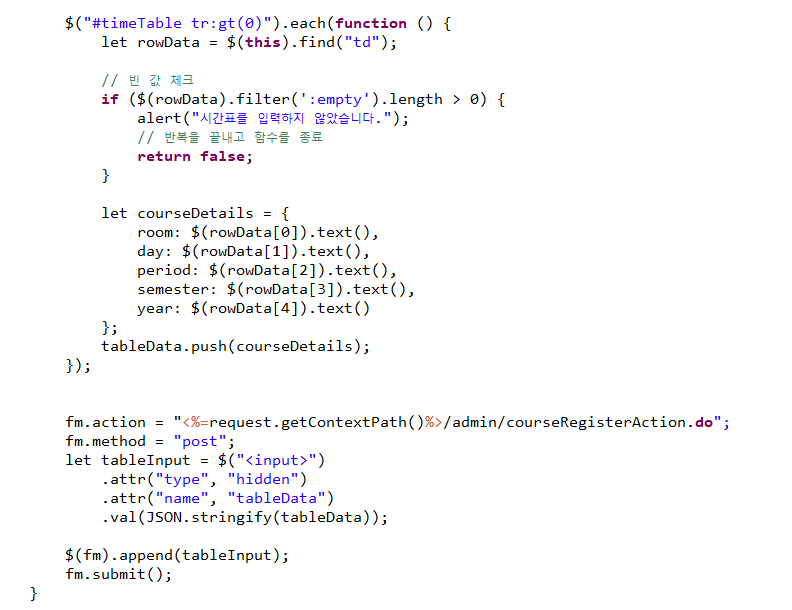 $("#timeTable tr:gt(0)").each(function () {
let rowData = $(this).find("td");
// 빈 값 체크
if ($(rowData).filter(':empty').length > 0) {
alert("시간표를 입력하지 않았습니다.");
// 반복을 끝내고 함수를 종료
return false;
}
let courseDetails = {
room: $(rowData[0]).text(),
day: $(rowData[1]).text(),
period: $(rowData[2]).text(),
semester: $(rowData[3]).text(),
year: $(rowData[4]).text()
};
tableData.push(courseDetails);
});
fm.action = "<%=request.getContextPath()%>/admin/courseRegisterAction.do";
fm.method = "post";
let tableInput = $("<input>")
.attr("type", "hidden")
.attr("name", "tableData")
.val(JSON.stringify(tableData));
$(fm).append(tableInput);
fm.submit();
}